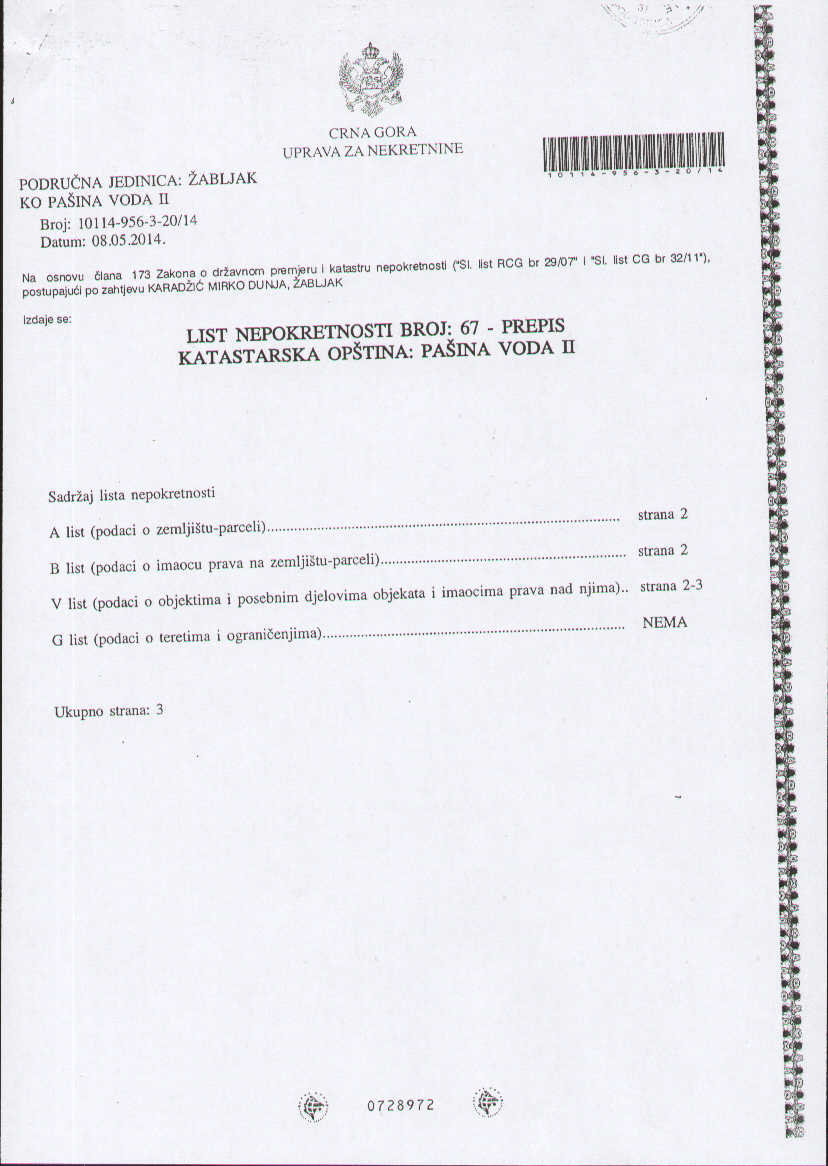 CRNA GORA
UPRAVA ZA NEKRETNINE
10114-956-3-20/14
PODRUČNA JEDINICA: ŽABLJAK
KO PAŠINA VODA II
Broj: 10114-956-3-20/14
Datum: 08.05.2014.
Na osnovu člana 173 Zakona o državnom premjeru i katastru nepokretnosti ("Sl. list RCG br 29/07" i "Sl. list CG br 32/11"),
postupajući po zahtjevu KARADŽIĆ MIRKO DUNJA, ŽABLJAK
Izdaje se:
LIST NEPOKRETNOSTI BROJ: 67 - PREPIS
KATASTARSKA OPŠTINA: PAŠINA VODA II
Sadržaj lista nepokretnosti
A list (podaci o zemljištu-parceli)............................................................................................ strana 2
B list (podaci o imaocu prava na zemljištu-parceli)................................................................ strana 2
V list (podaci o objektima i posebnim djelovima objekata i imaocima prava nad njima).. strana 2-3
G list (podaci o teretima i ograničenjima)............................................................................... NEMA
Ukupno strana: 3
0728972